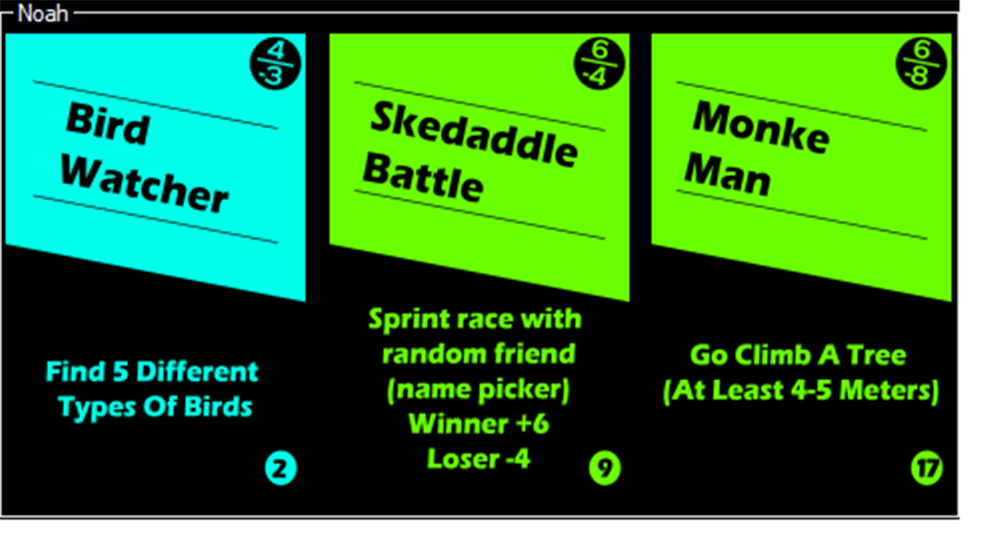 Noah
4
-3
Bird
Watcher
Find 5 Different
Types Of Birds
2
6
-4
Skedaddle
Battle
Sprint race with
random friend
(name picker)
Winner +6
Loser -4
9
6
-8
Monke
Man
Go Climb A Tree
(At Least 4-5 Meters)
17